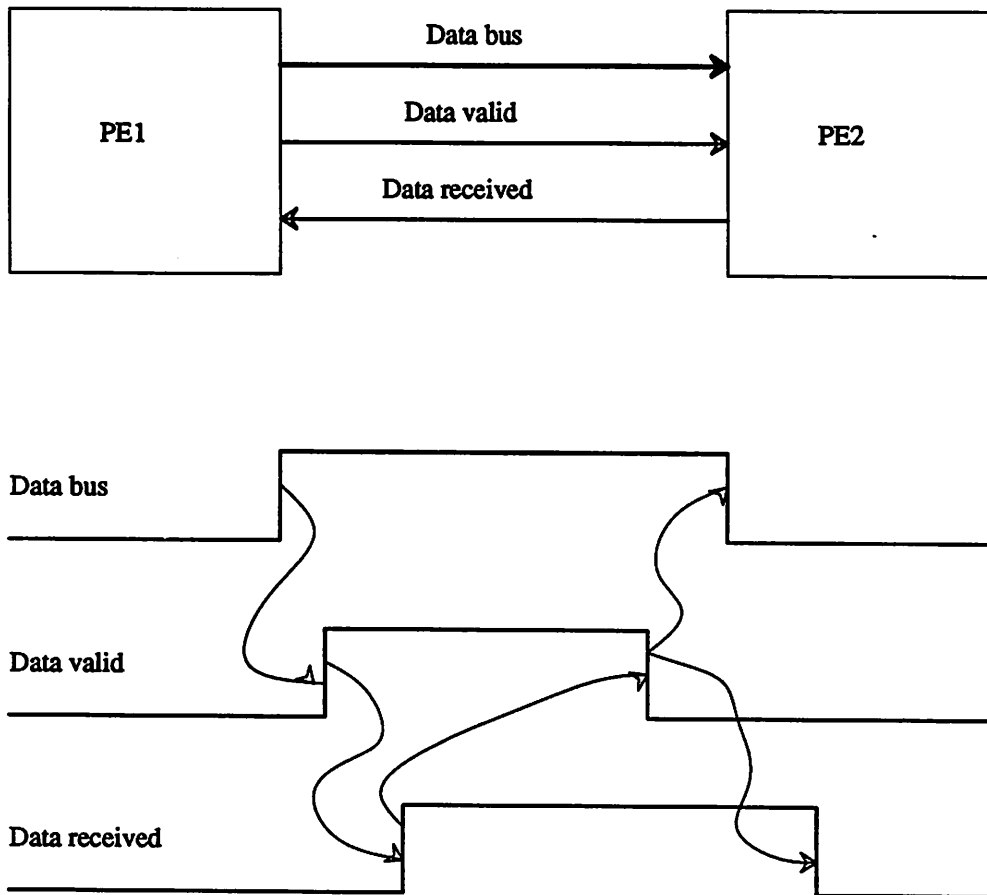 Data bus
Data valid
PE1
PE2
Data received
Data bus
Data valid
Data received